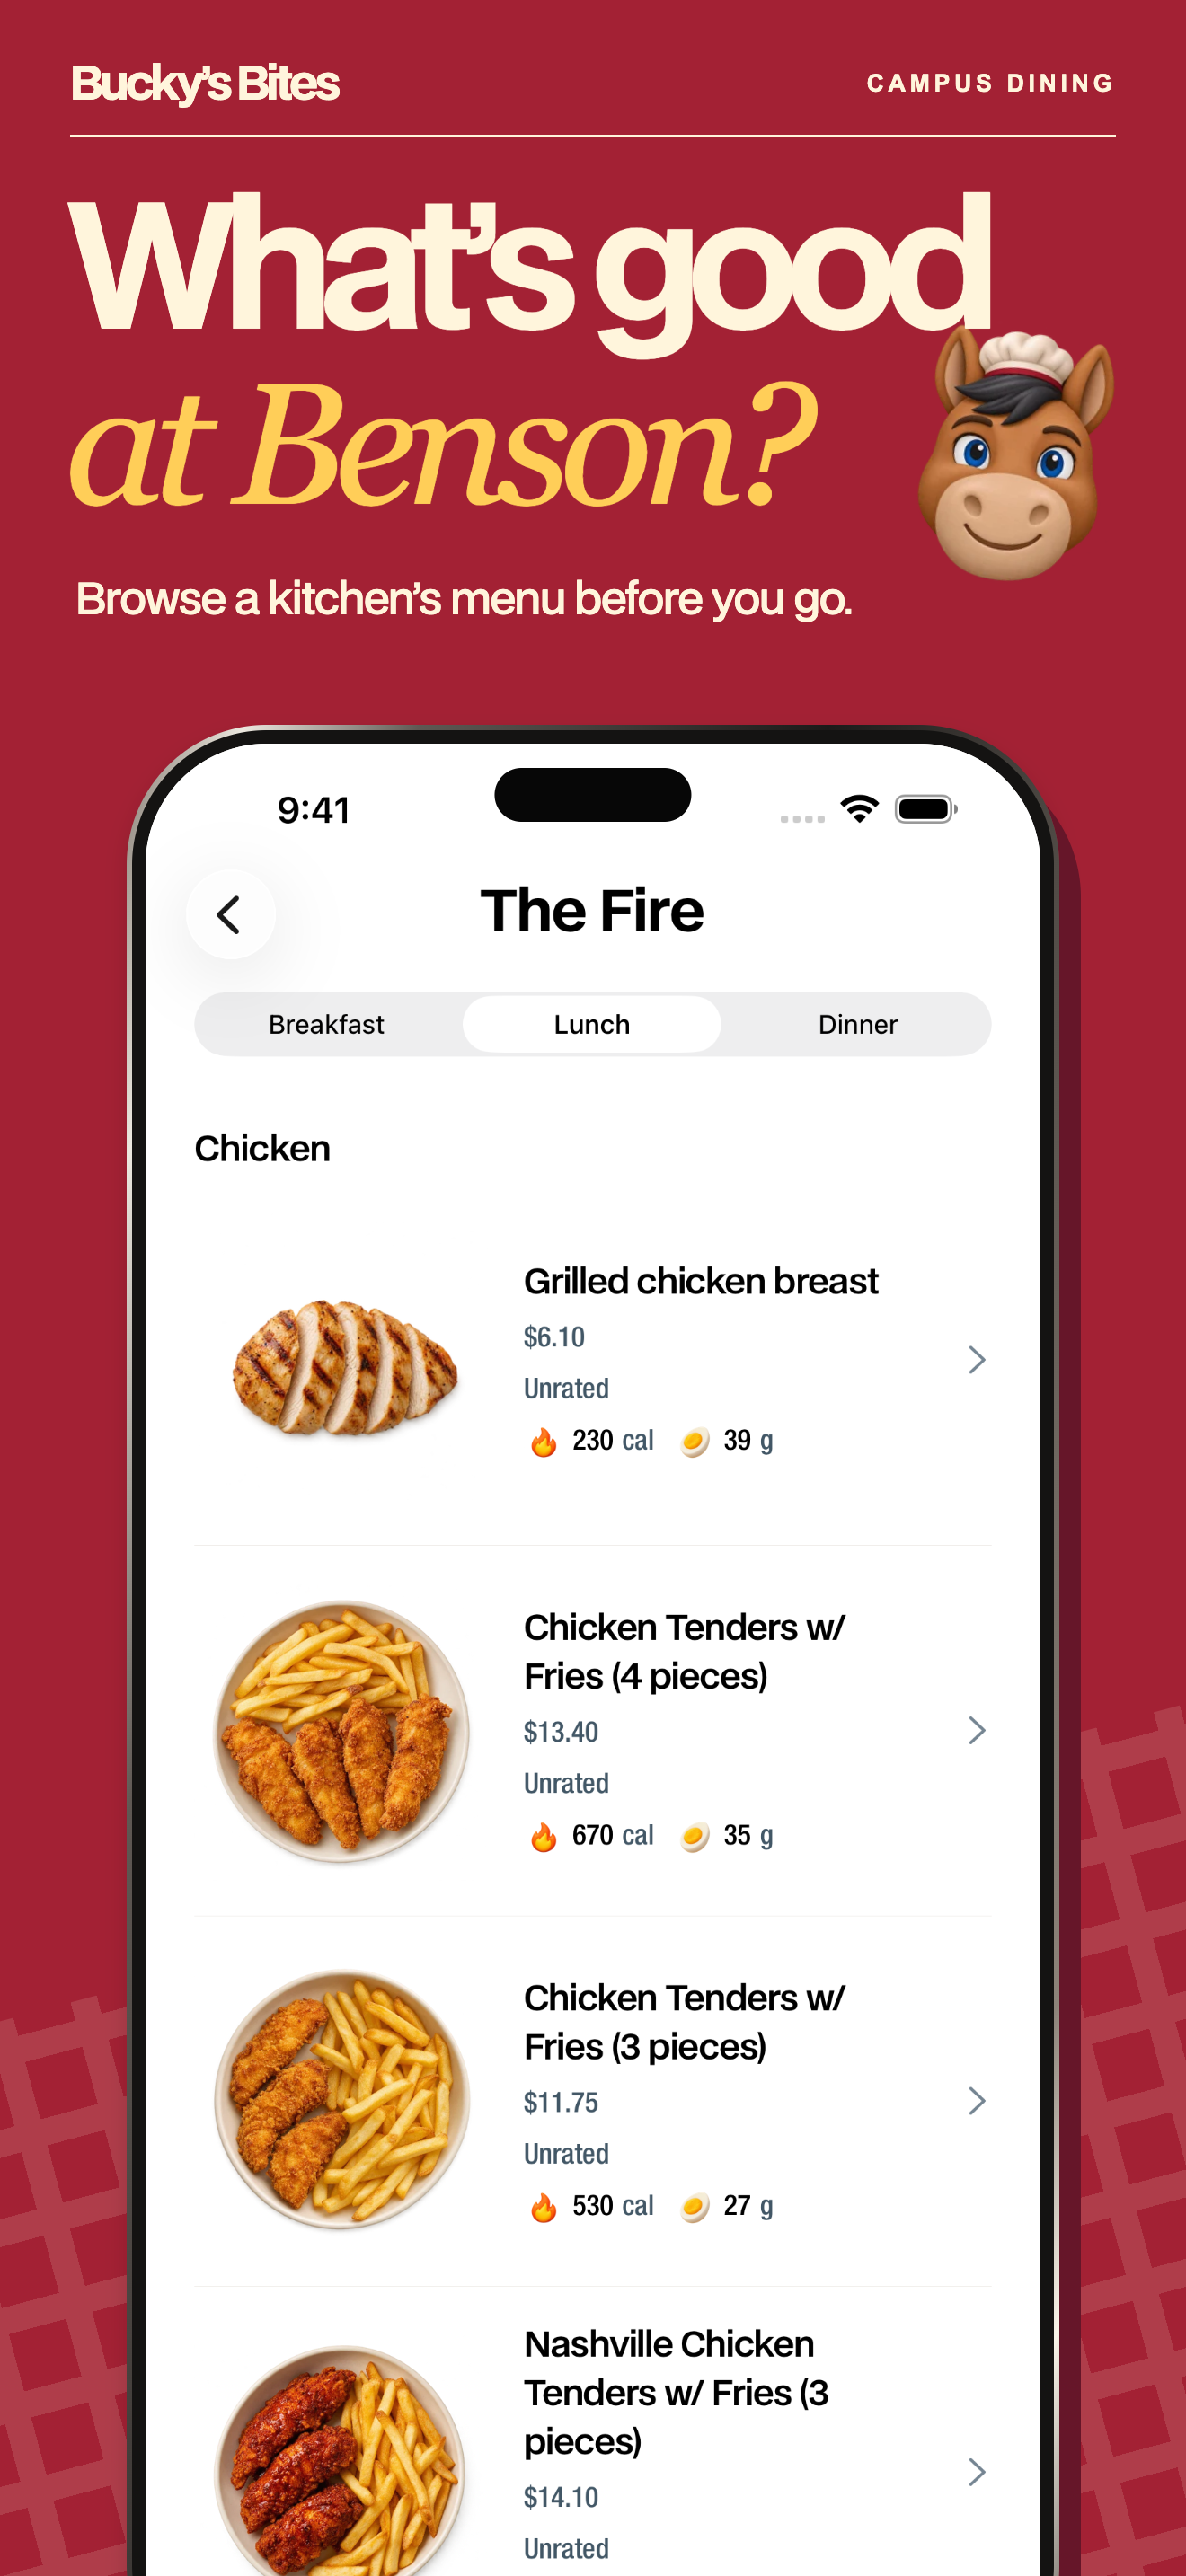 Bucky's Bites
CAMPUS DINING
What's good
at Benson?
Browse a kitchen's menu before you go.
9:41
The Fire
Breakfast
Lunch
Dinner
Chicken
Grilled chicken breast
$6.10
Unrated
230 cal 39 g
Chicken Tenders w/
Fries (4 pieces)
$13.40
Unrated
670 cal 35 g
Chicken Tenders w/
Fries (3 pieces)
$11.75
Unrated
530 cal 27 g
Nashville Chicken
Tenders w/ Fries (3
pieces)
$14.10
Unrated